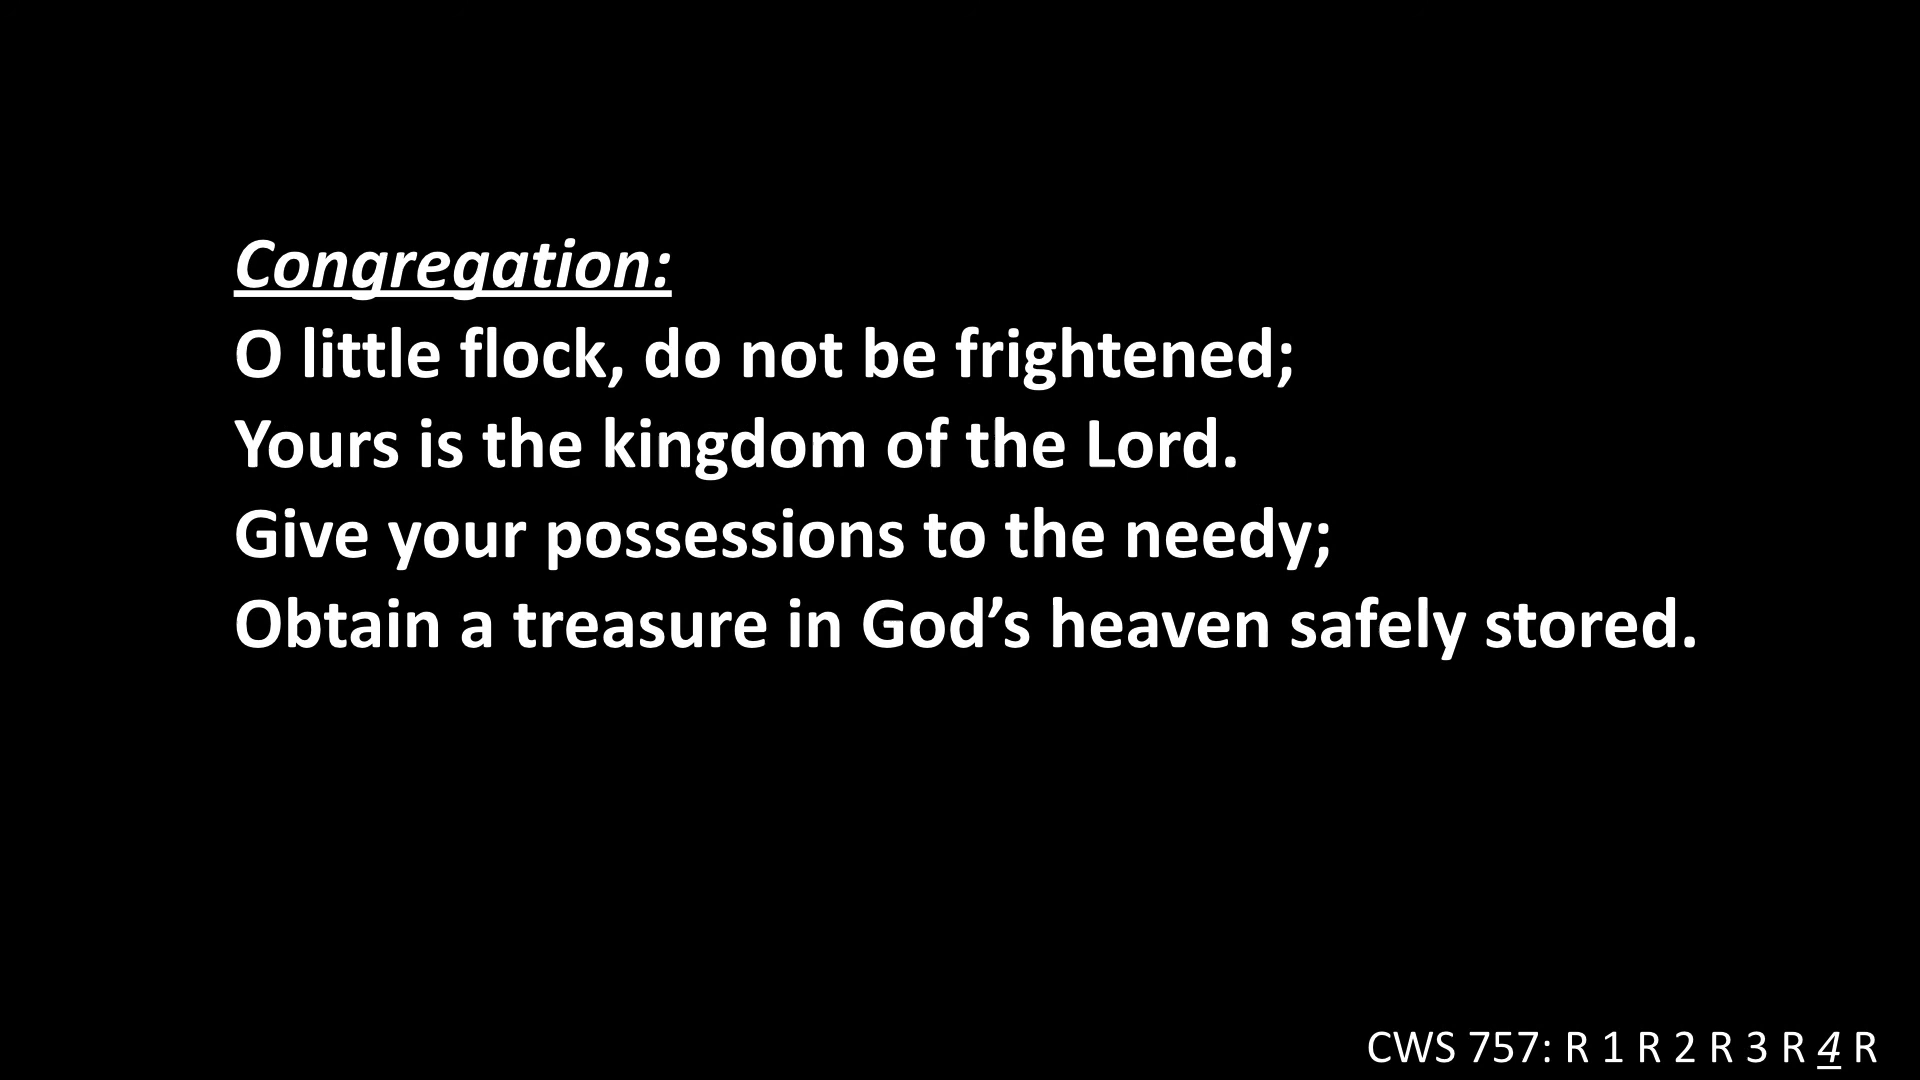 Congregation:
O little flock, do not be frightened;
Yours is the kingdom of the Lord.
Give your possessions to the needy;
Obtain a treasure in God’s heaven safely stored.
CWS 757: R 1 R 2 R 3 R 4 R